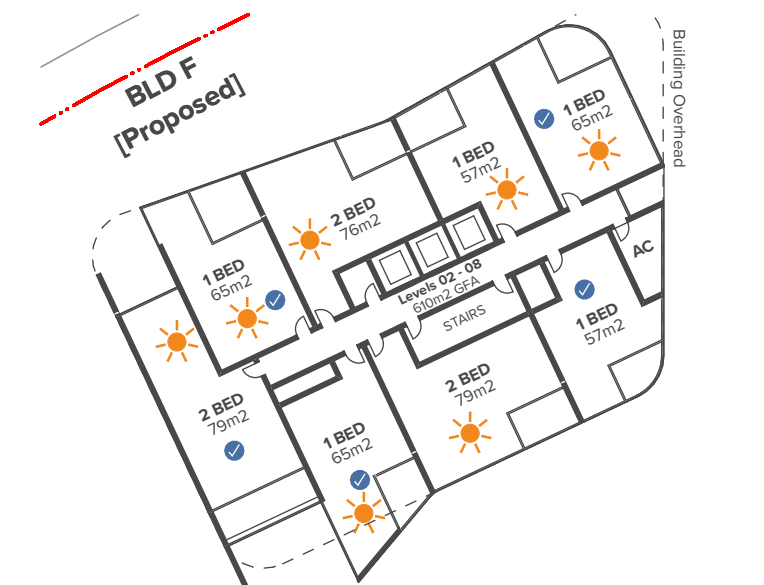 BLD F
[Proposed]
Building Overhead
1 BED
65m2
1 BED
57m2
2 BED
76m2
1 BED
65m2
AC
Levels 02 - 08
610m2 GFA
STAIRS
1 BED
57m2
2 BED
79m2
2 BED
79m2
1 BED
65m2